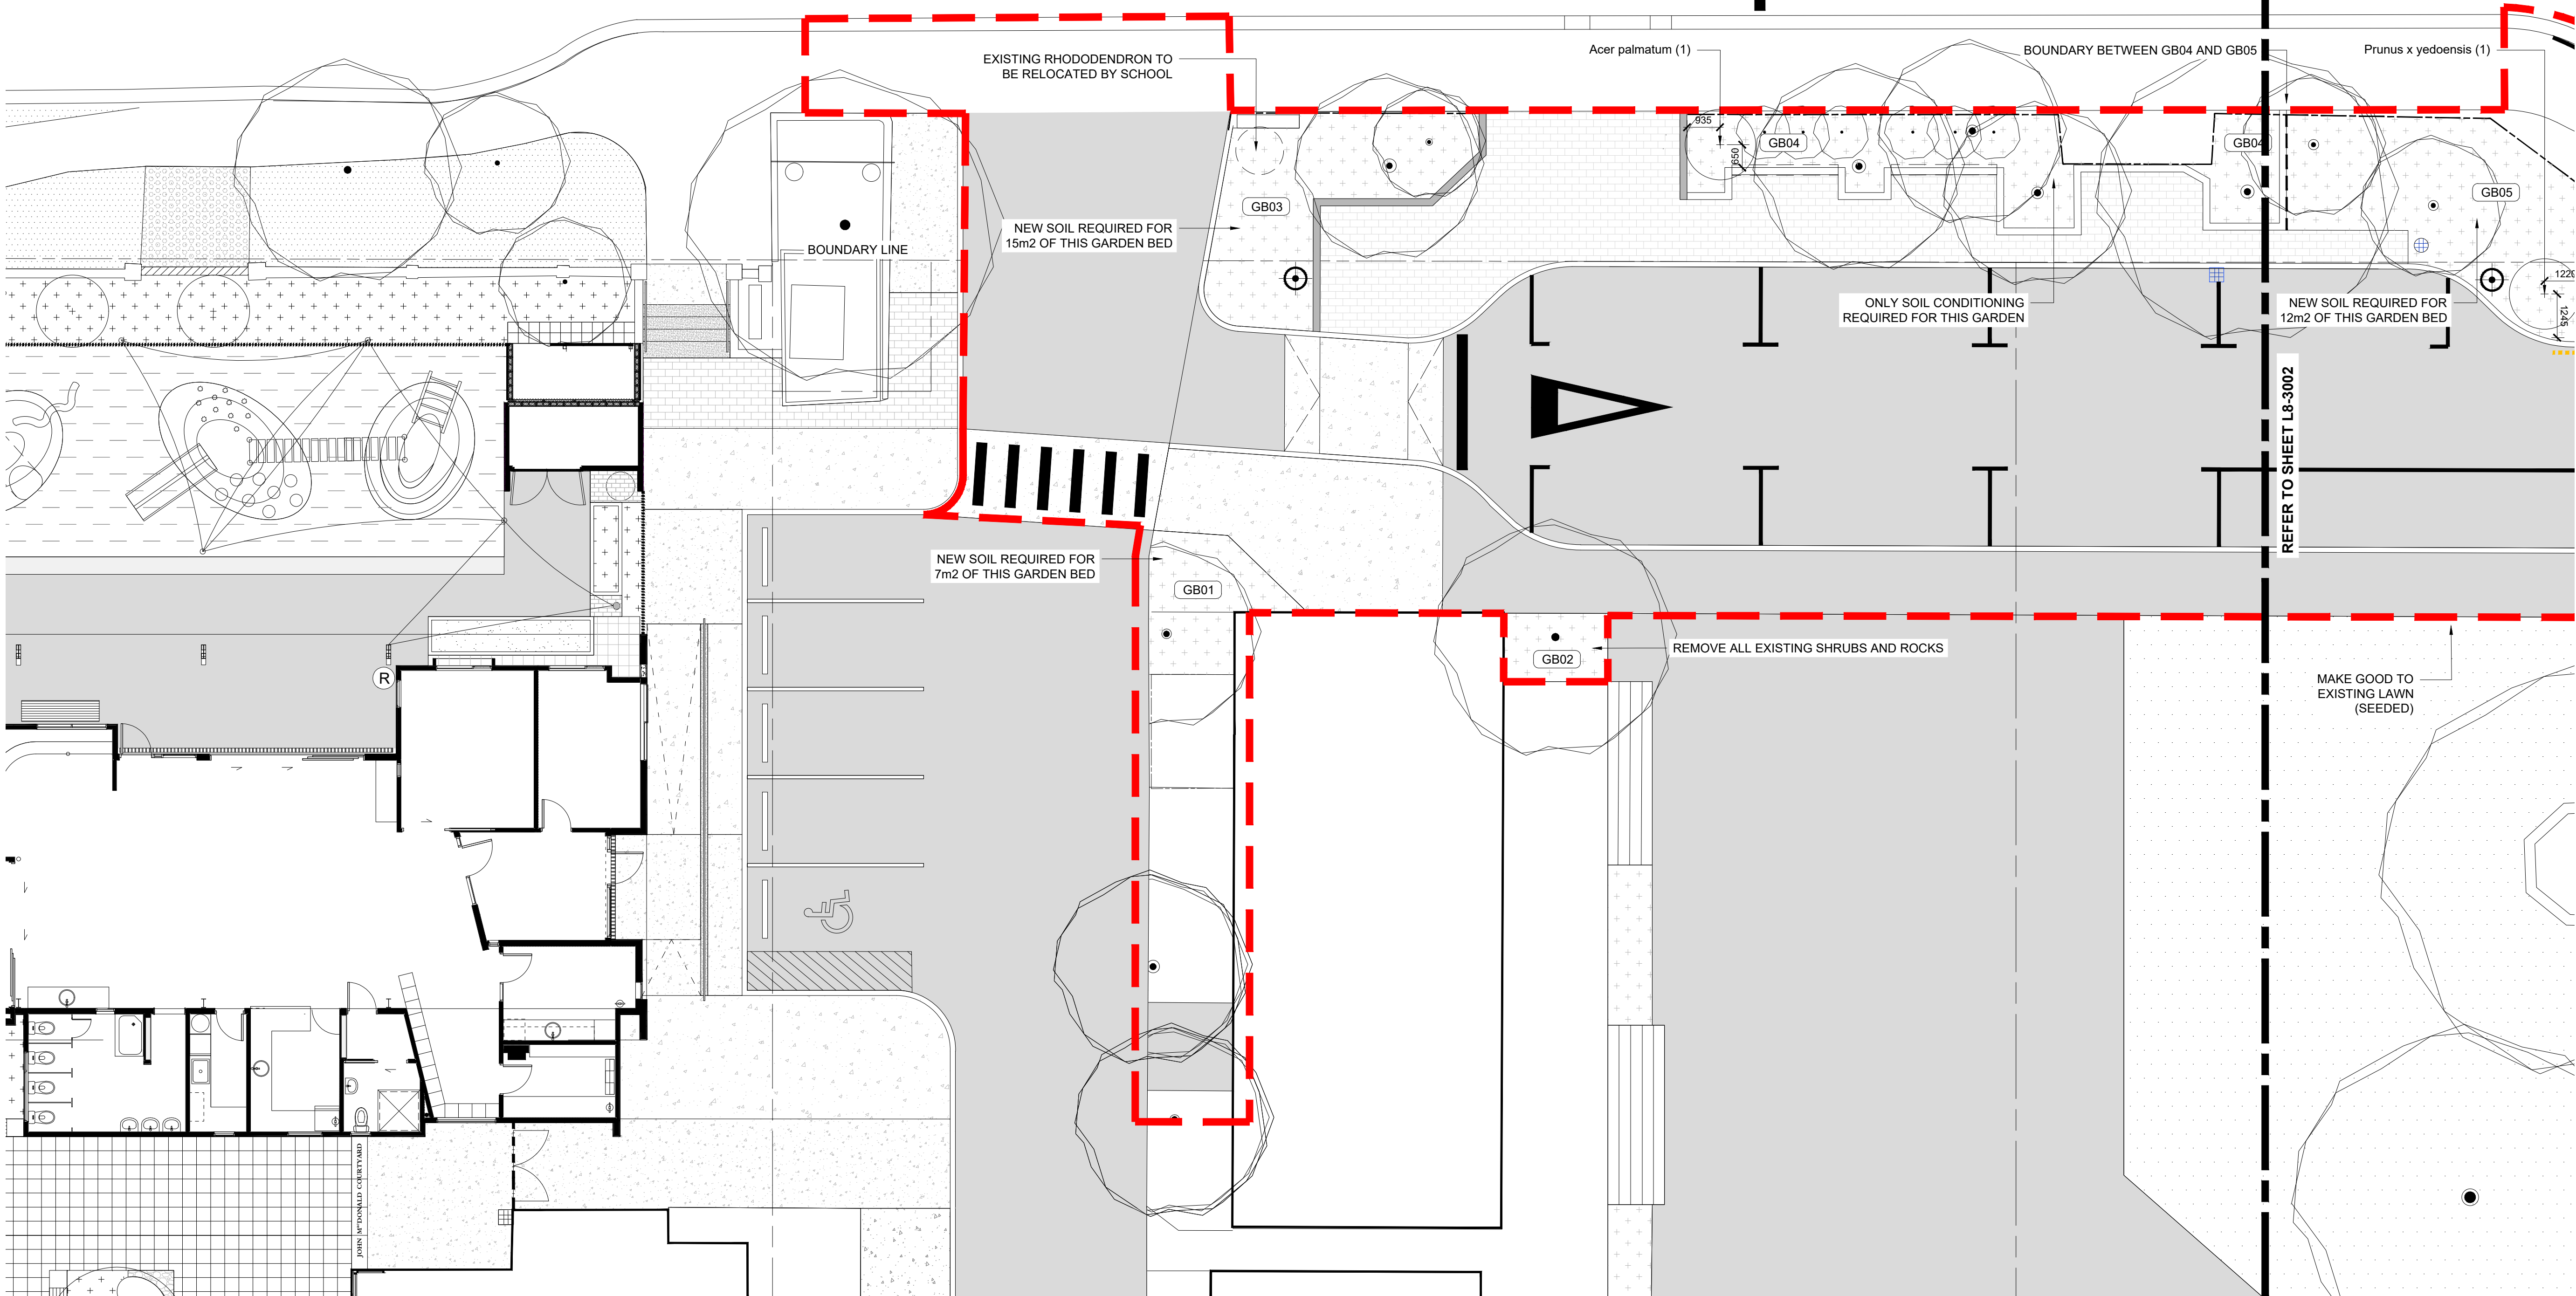 EXISTING RHODODENDRON TO
BE RELOCATED BY SCHOOL
Acer palmatum (1)
BOUNDARY BETWEEN GB04 AND GB05
Prunus x yedoensis (1)
935
650
GB04
GB04
GB05
GB03
NEW SOIL REQUIRED FOR
15m2 OF THIS GARDEN BED
BOUNDARY LINE
1220
1245
ONLY SOIL CONDITIONING
REQUIRED FOR THIS GARDEN
NEW SOIL REQUIRED FOR
12m2 OF THIS GARDEN BED
REFER TO SHEET L8-3002
NEW SOIL REQUIRED FOR
7m2 OF THIS GARDEN BED
GB01
GB02
REMOVE ALL EXISTING SHRUBS AND ROCKS
R
MAKE GOOD TO
EXISTING LAWN
(SEEDED)
JOHN MCDONALD COURTYARD